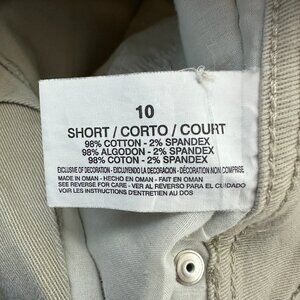 10
SHORT / CORTO / COURT
98% COTTON - 2% SPANDEX
98% ALGODON - 2% SPANDEX
98% COTON - 2% SPANDEX
EXCLUSIVE OF DECORATION - EXCLUYENDO LA DECORACION - DÉCORATION NON COMPRISE
MADE IN OMAN - HECHO EN OMAN - FAIT EN OMAN
SEE REVERSE FOR CARE - VER AL REVERSO PARA EL CUIDADO
VOIR LES INSTRUCTIONS D'ENTRETIEN AU DOS